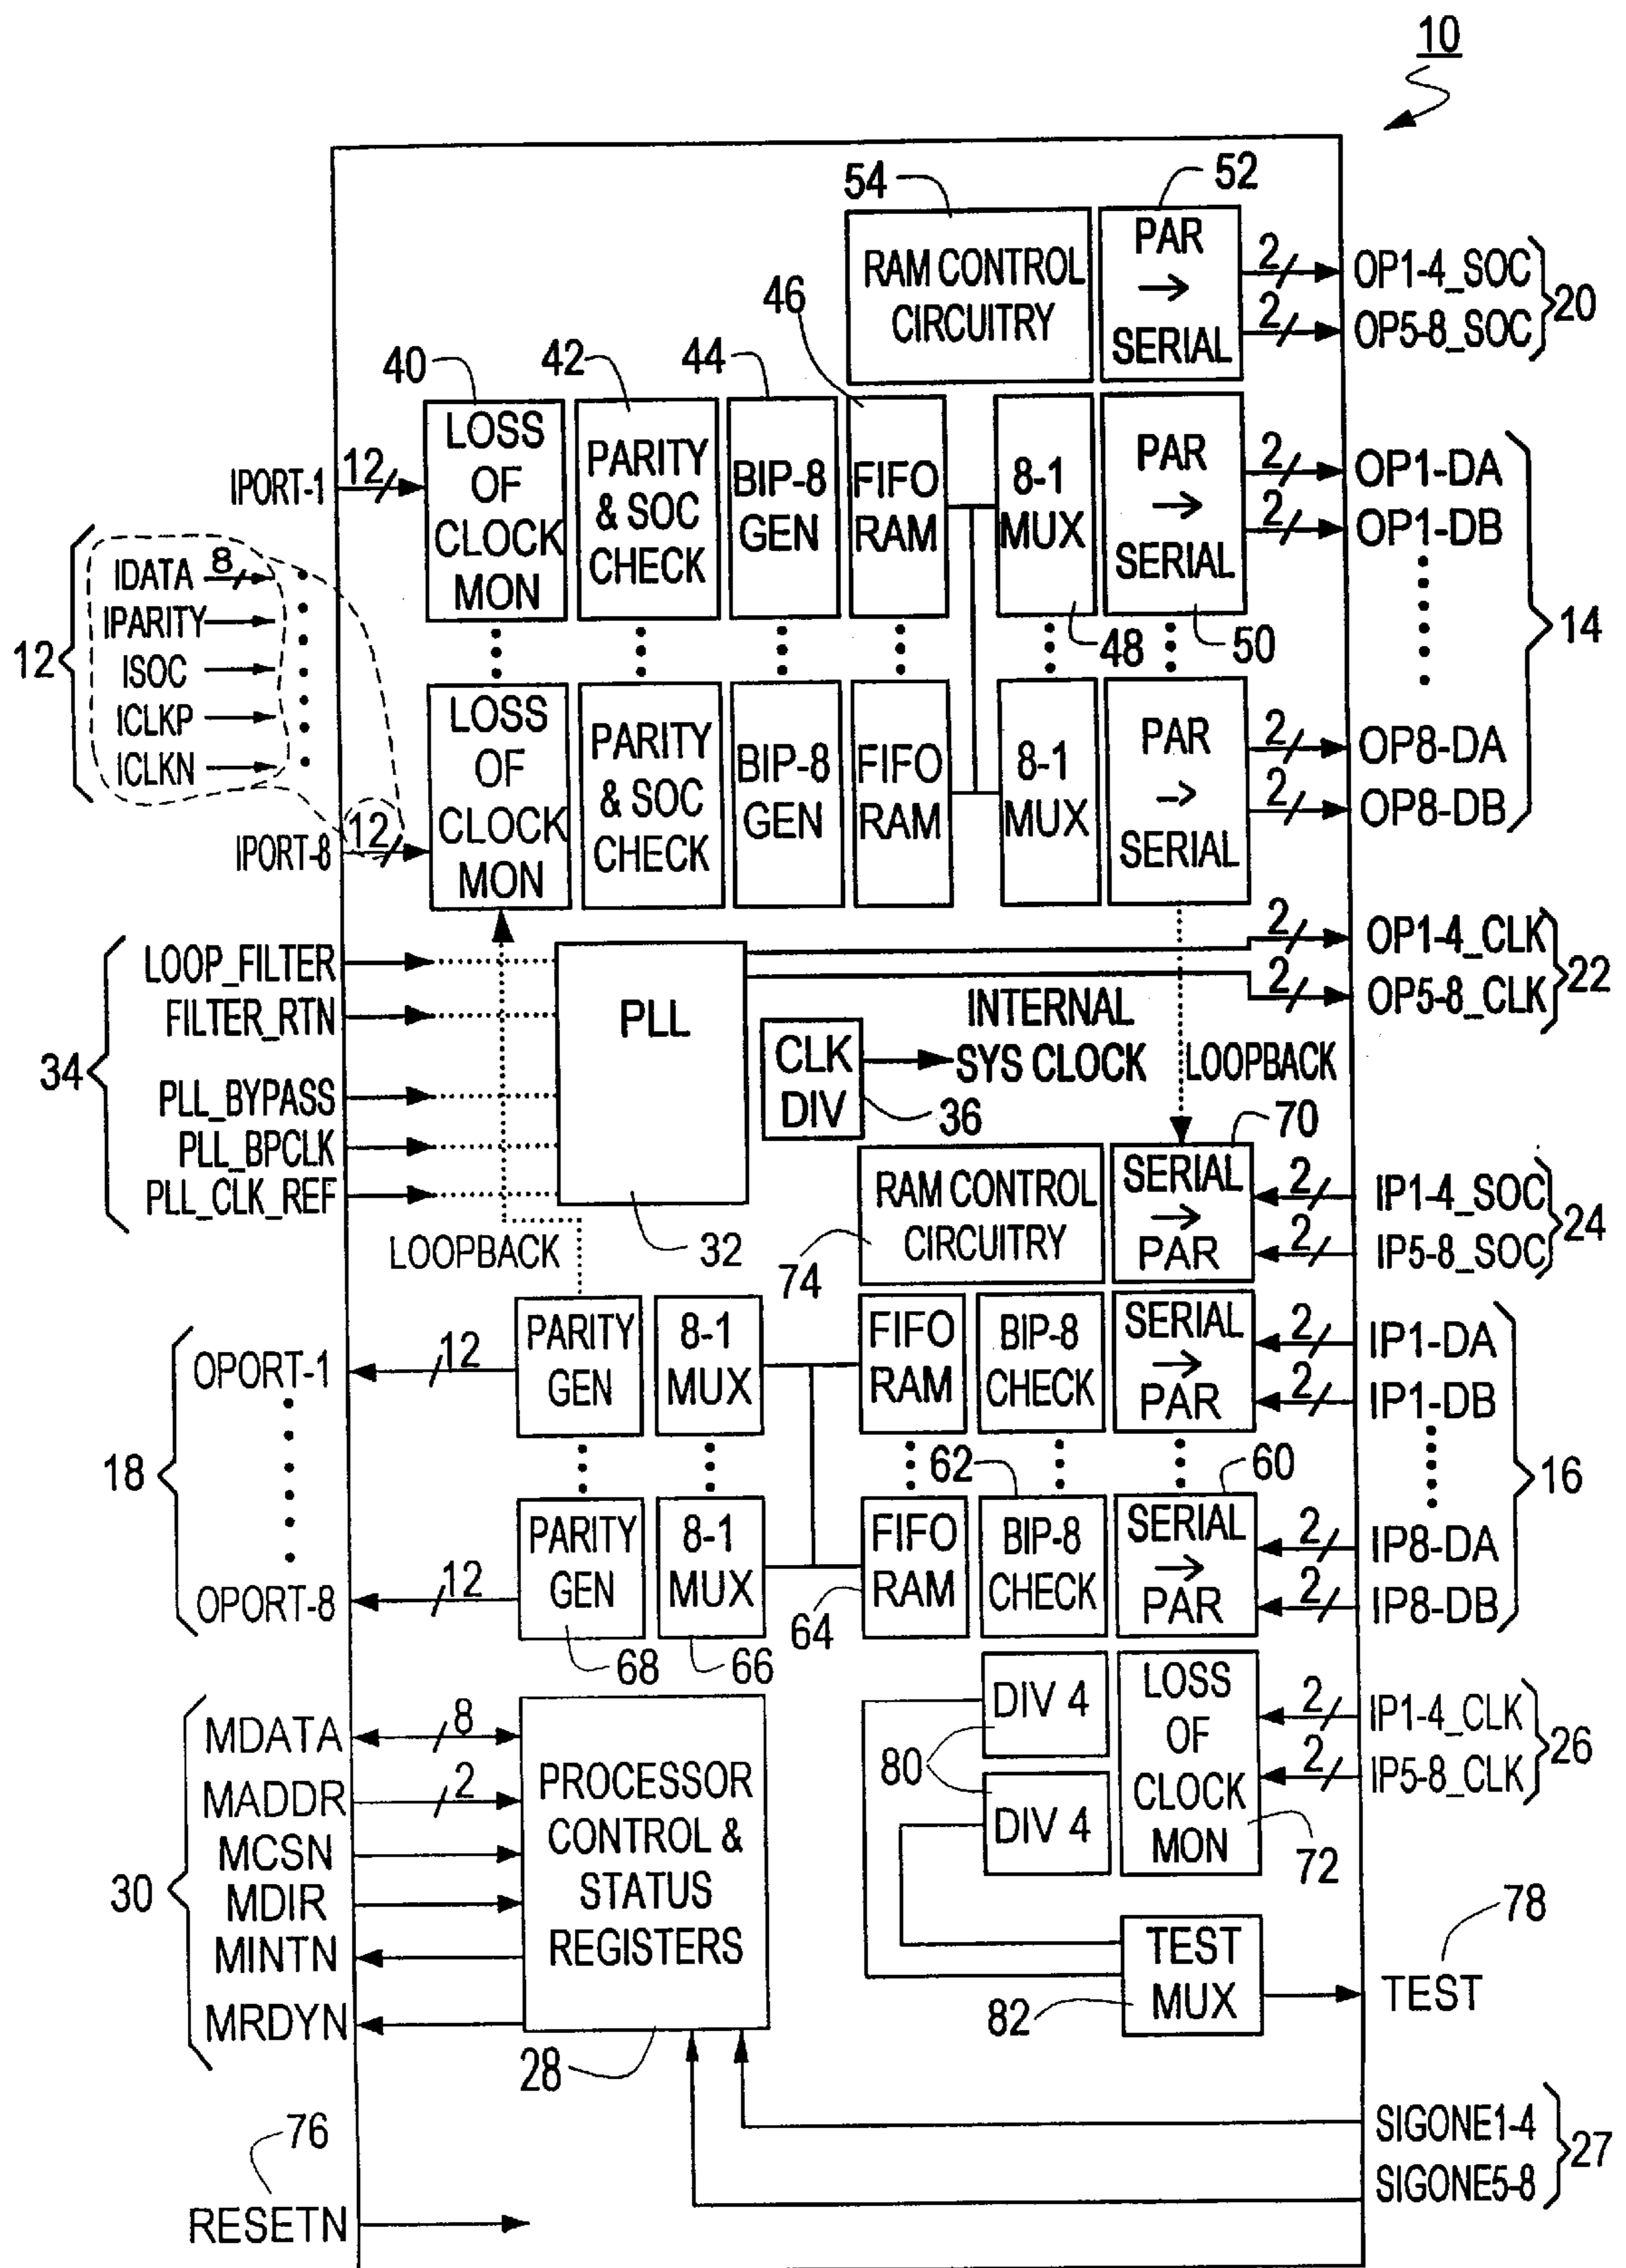 10
54
52
RAM CONTROL
CIRCUITRY
PAR
→
SERIAL
2
OP1-4_SOC
2
OP5-8_SOC
20
40
42
44
46
IPORT-1
12
LOSS
OF
CLOCK
MON
PARITY
& SOC
CHECK
BIP-8
GEN
FIFO
RAM
8-1
MUX
PAR
→
SERIAL
2
OP1-DA
2
OP1-DB
14
48
50
12
IDATA
8
IPARITY
ISOC
ICLKP
ICLKN
IPORT-8
12
LOSS
OF
CLOCK
MON
PARITY
& SOC
CHECK
BIP-8
GEN
FIFO
RAM
8-1
MUX
PAR
->
SERIAL
2
OP8-DA
2
OP8-DB
34
LOOP_FILTER
FILTER_RTN
PLL_BYPASS
PLL_BPCLK
PLL_CLK_REF
PLL
32
2
OP1-4_CLK
2
OP5-8_CLK
22
CLK
DIV
36
INTERNAL
SYS CLOCK
LOOPBACK
LOOPBACK
70
RAM CONTROL
CIRCUITRY
74
SERIAL
→
PAR
2
IP1-4_SOC
2
IP5-8_SOC
24
18
OPORT-1
12
PARITY
GEN
8-1
MUX
FIFO
RAM
BIP-8
CHECK
SERIAL
→
PAR
2
IP1-DA
2
IP1-DB
16
62
60
OPORT-8
12
PARITY
GEN
8-1
MUX
FIFO
RAM
BIP-8
CHECK
SERIAL
→
PAR
2
IP8-DA
2
IP8-DB
68
66
64
30
MDATA
8
MADDR
2
MCSN
MDIR
MINTN
MRDYN
PROCESSOR
CONTROL &
STATUS
REGISTERS
28
DIV 4
80
DIV 4
LOSS
OF
CLOCK
MON
72
2
IP1-4_CLK
2
IP5-8_CLK
26
TEST
MUX
82
78
TEST
SIGONE1-4
SIGONE5-8
27
76
RESETN